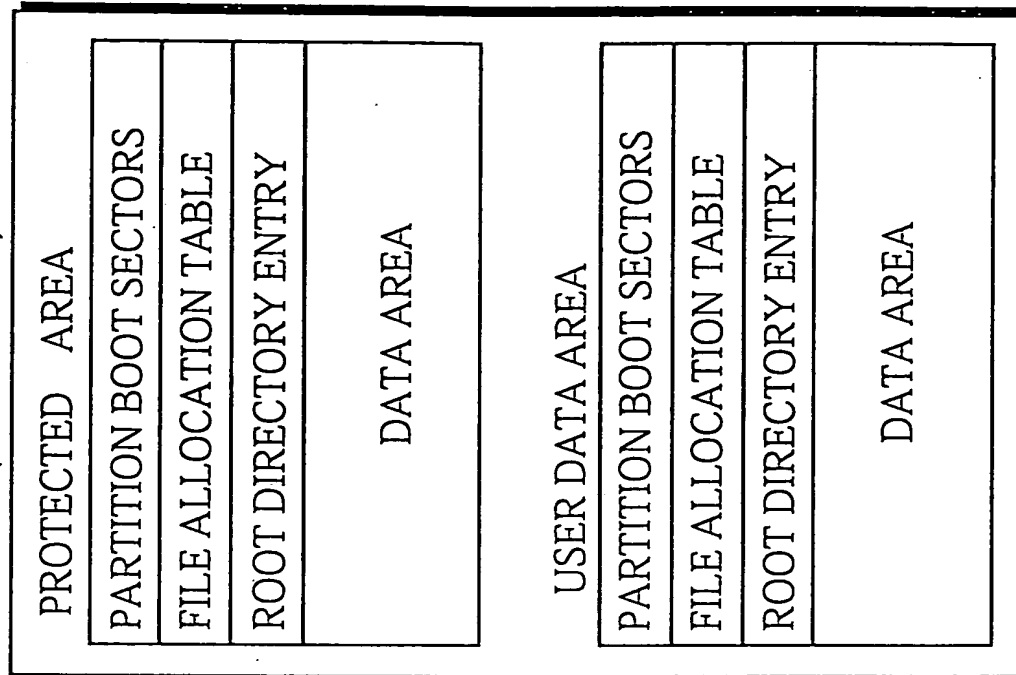 PROTECTED AREA
PARTITION BOOT SECTORS
FILE ALLOCATION TABLE
ROOT DIRECTORY ENTRY
DATA AREA
USER DATA AREA
PARTITION BOOT SECTORS
FILE ALLOCATION TABLE
ROOT DIRECTORY ENTRY
DATA AREA